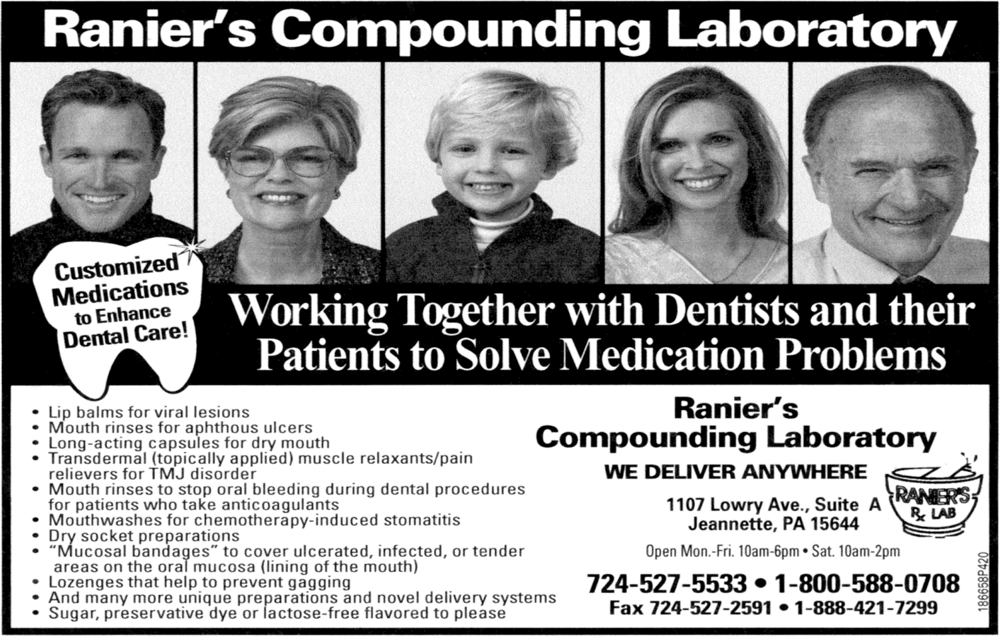 Ranier's Compounding Laboratory
Customized
Medications
to Enhance
Dental Care!
Working Together with Dentists and their
Patients to Solve Medication Problems
• Lip balms for viral lesions
• Mouth rinses for aphthous ulcers
• Long-acting capsules for dry mouth
• Transdermal (topically applied) muscle relaxants/pain
relievers for TMJ disorder
• Mouth rinses to stop oral bleeding during dental procedures
for patients who take anticoagulants
• Mouthwashes for chemotherapy-induced stomatitis
• Dry socket preparations
• “Mucosal bandages” to cover ulcerated, infected, or tender
areas on the oral mucosa (lining of the mouth)
• Lozenges that help to prevent gagging
• And many more unique preparations and novel delivery systems
• Sugar, preservative dye or lactose-free flavored to please
Ranier's
Compounding Laboratory
WE DELIVER ANYWHERE
1107 Lowry Ave., Suite A
Jeannette, PA 15644
RANIER'S
Rx LAB
Open Mon.-Fri. 10am-6pm • Sat. 10am-2pm
724-527-5533 • 1-800-588-0708
Fax 724-527-2591 • 1-888-421-7299
186658P420